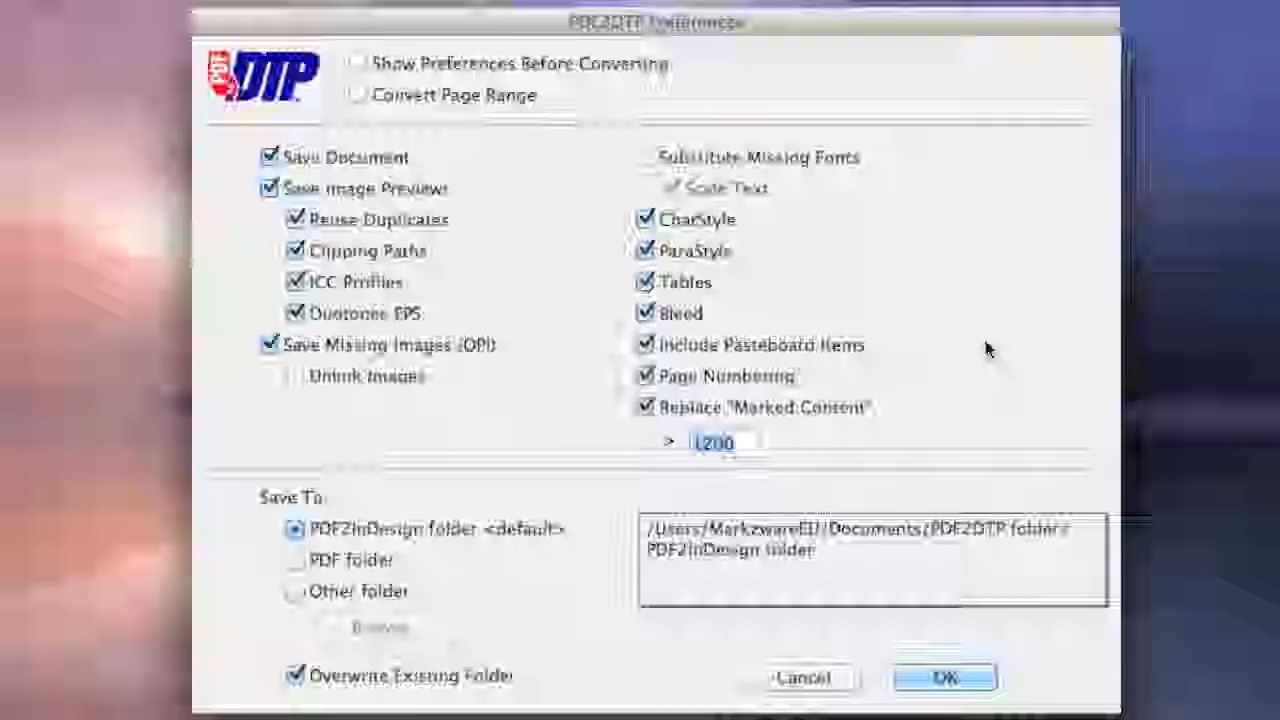 PDF2DTP Preferences
PDF
DTP
Show Preferences Before Converting
Convert Page Range
Save Document
Save Image Previews
Reuse Duplicates
Clipping Paths
ICC Profiles
Duotones EPS
Save Missing Images (OPI)
Unlink Images
Substitute Missing Fonts
Scale Text
CharStyle
ParaStyle
Tables
Bleed
Include Pasteboard Items
Page Numbering
Replace "Marked Content"
> 1200
Save To
PDF2InDesign folder <default>
PDF folder
Other folder
Browse
/Users/MarkzwareEU/Documents/PDF2DTP folder/
PDF2InDesign folder
Overwrite Existing Folder
Cancel
OK